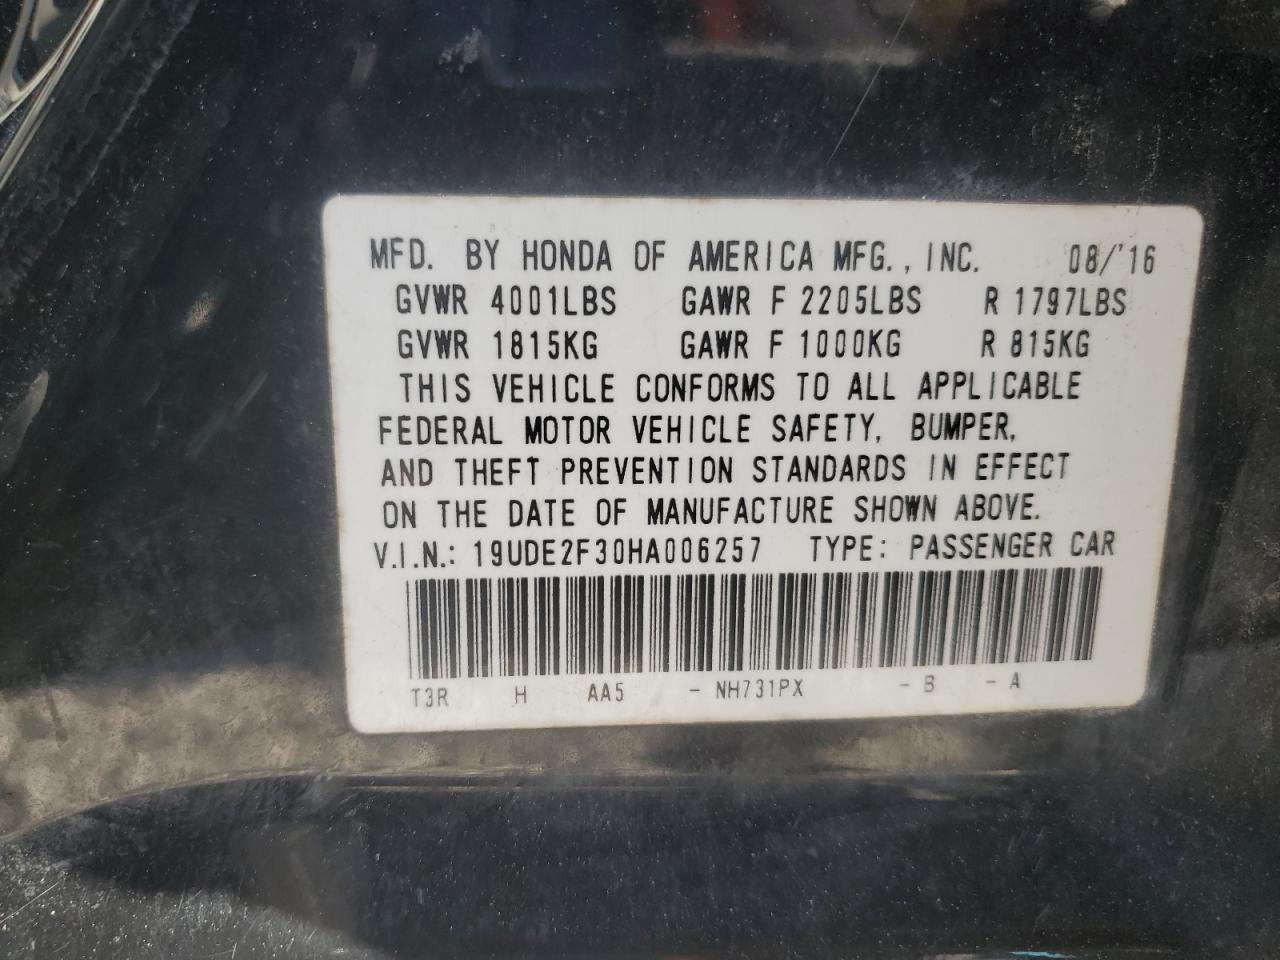 MFD. BY HONDA OF AMERICA MFG., INC. 08/'16
GVWR 4001LBS GAWR F 2205LBS R 1797LBS
GVWR 1815KG GAWR F 1000KG R 815KG
THIS VEHICLE CONFORMS TO ALL APPLICABLE
FEDERAL MOTOR VEHICLE SAFETY, BUMPER,
AND THEFT PREVENTION STANDARDS IN EFFECT
ON THE DATE OF MANUFACTURE SHOWN ABOVE.
V.I.N.: 19UDE2F30HA006257 TYPE: PASSENGER CAR
T3R H AA5 - NH731PX - B - A